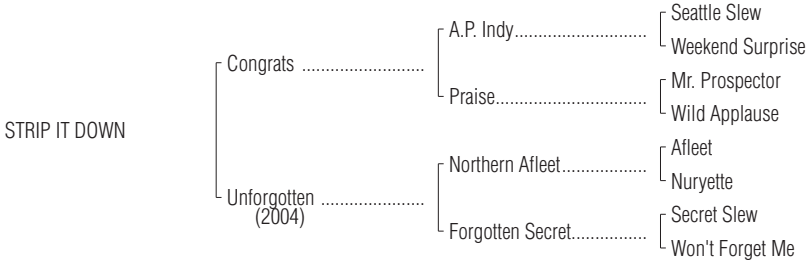 Seattle Slew
A.P. Indy..............................
Weekend Surprise
Congrats ..........................
Mr. Prospector
Praise...................................
Wild Applause
STRIP IT DOWN
Afleet
Northern Afleet....................
Nuryette
Unforgotten ......................
(2004)
Secret Slew
Forgotten Secret..................
Won't Forget Me